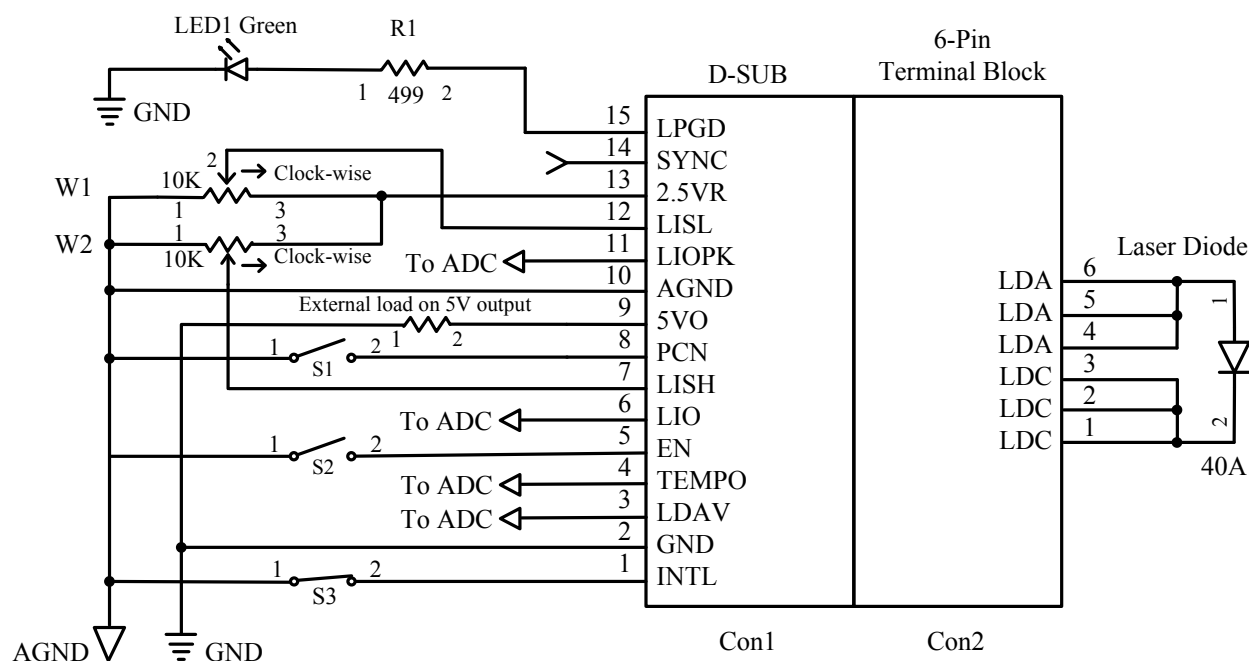 LED1 Green
R1
1 499 2
GND
6-Pin
Terminal Block
D-SUB
15 LPGD
14 SYNC
13 2.5VR
12 LISL
11 LIOPK
10 AGND
9 5VO
8 PCN
7 LISH
6 LIO
5 EN
4 TEMPO
3 LDAV
2 GND
1 INTL
W1
10K
2
Clock-wise
1 3
W2
1 3
10K
Clock-wise
To ADC
External load on 5V output
1 2
1 2
S1
To ADC
1 2
S2
To ADC
To ADC
1 2
S3
AGND
GND
Con1
Con2
Laser Diode
LDA 6
LDA 5
LDA 4
LDC 3
LDC 2
LDC 1
1
2
40A